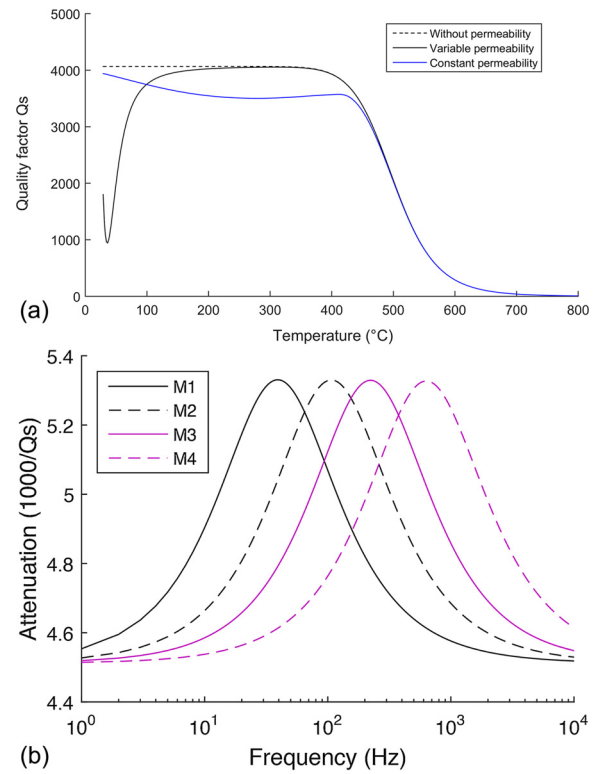 5000
4000
3000
2000
1000
0
Quality factor Qs
Without permeability
Variable permeability
Constant permeability
0 100 200 300 400 500 600 700 800
Temperature (°C)
(a)
5.4
5.2
5
4.8
4.6
4.4
Attenuation (1000/Qs)
M1
M2
M3
M4
10^0 10^1 10^2 10^3 10^4
Frequency (Hz)
(b)